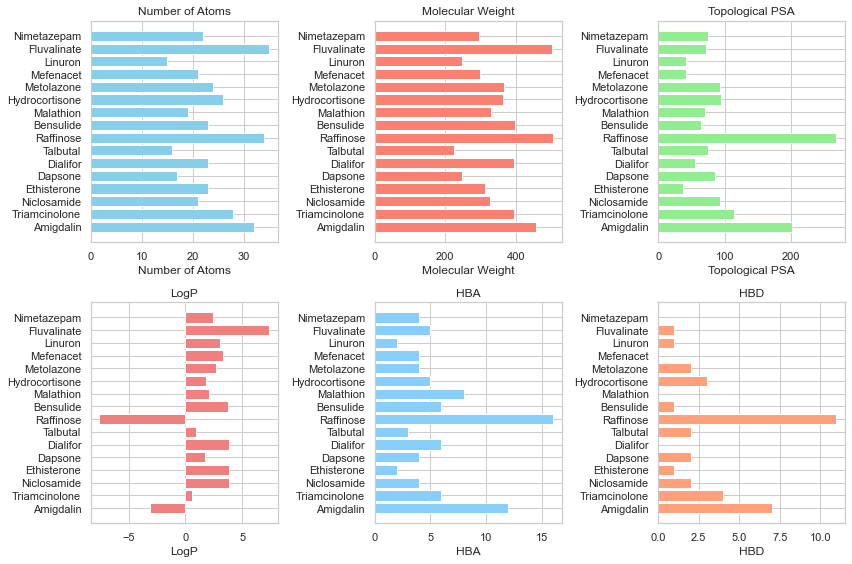 Number of Atoms
Nimetazepam
Fluvalinate
Linuron
Mefenacet
Metolazone
Hydrocortisone
Malathion
Bensulide
Raffinose
Talbutal
Dialifor
Dapsone
Ethisterone
Niclosamide
Triamcinolone
Amigdalin
0 10 20 30
Number of Atoms
Molecular Weight
Nimetazepam
Fluvalinate
Linuron
Mefenacet
Metolazone
Hydrocortisone
Malathion
Bensulide
Raffinose
Talbutal
Dialifor
Dapsone
Ethisterone
Niclosamide
Triamcinolone
Amigdalin
0 200 400
Molecular Weight
Topological PSA
Nimetazepam
Fluvalinate
Linuron
Mefenacet
Metolazone
Hydrocortisone
Malathion
Bensulide
Raffinose
Talbutal
Dialifor
Dapsone
Ethisterone
Niclosamide
Triamcinolone
Amigdalin
0 100 200
Topological PSA
LogP
Nimetazepam
Fluvalinate
Linuron
Mefenacet
Metolazone
Hydrocortisone
Malathion
Bensulide
Raffinose
Talbutal
Dialifor
Dapsone
Ethisterone
Niclosamide
Triamcinolone
Amigdalin
−5 0 5
LogP
HBA
Nimetazepam
Fluvalinate
Linuron
Mefenacet
Metolazone
Hydrocortisone
Malathion
Bensulide
Raffinose
Talbutal
Dialifor
Dapsone
Ethisterone
Niclosamide
Triamcinolone
Amigdalin
0 5 10 15
HBA
HBD
Nimetazepam
Fluvalinate
Linuron
Mefenacet
Metolazone
Hydrocortisone
Malathion
Bensulide
Raffinose
Talbutal
Dialifor
Dapsone
Ethisterone
Niclosamide
Triamcinolone
Amigdalin
0.0 2.5 5.0 7.5 10.0
HBD